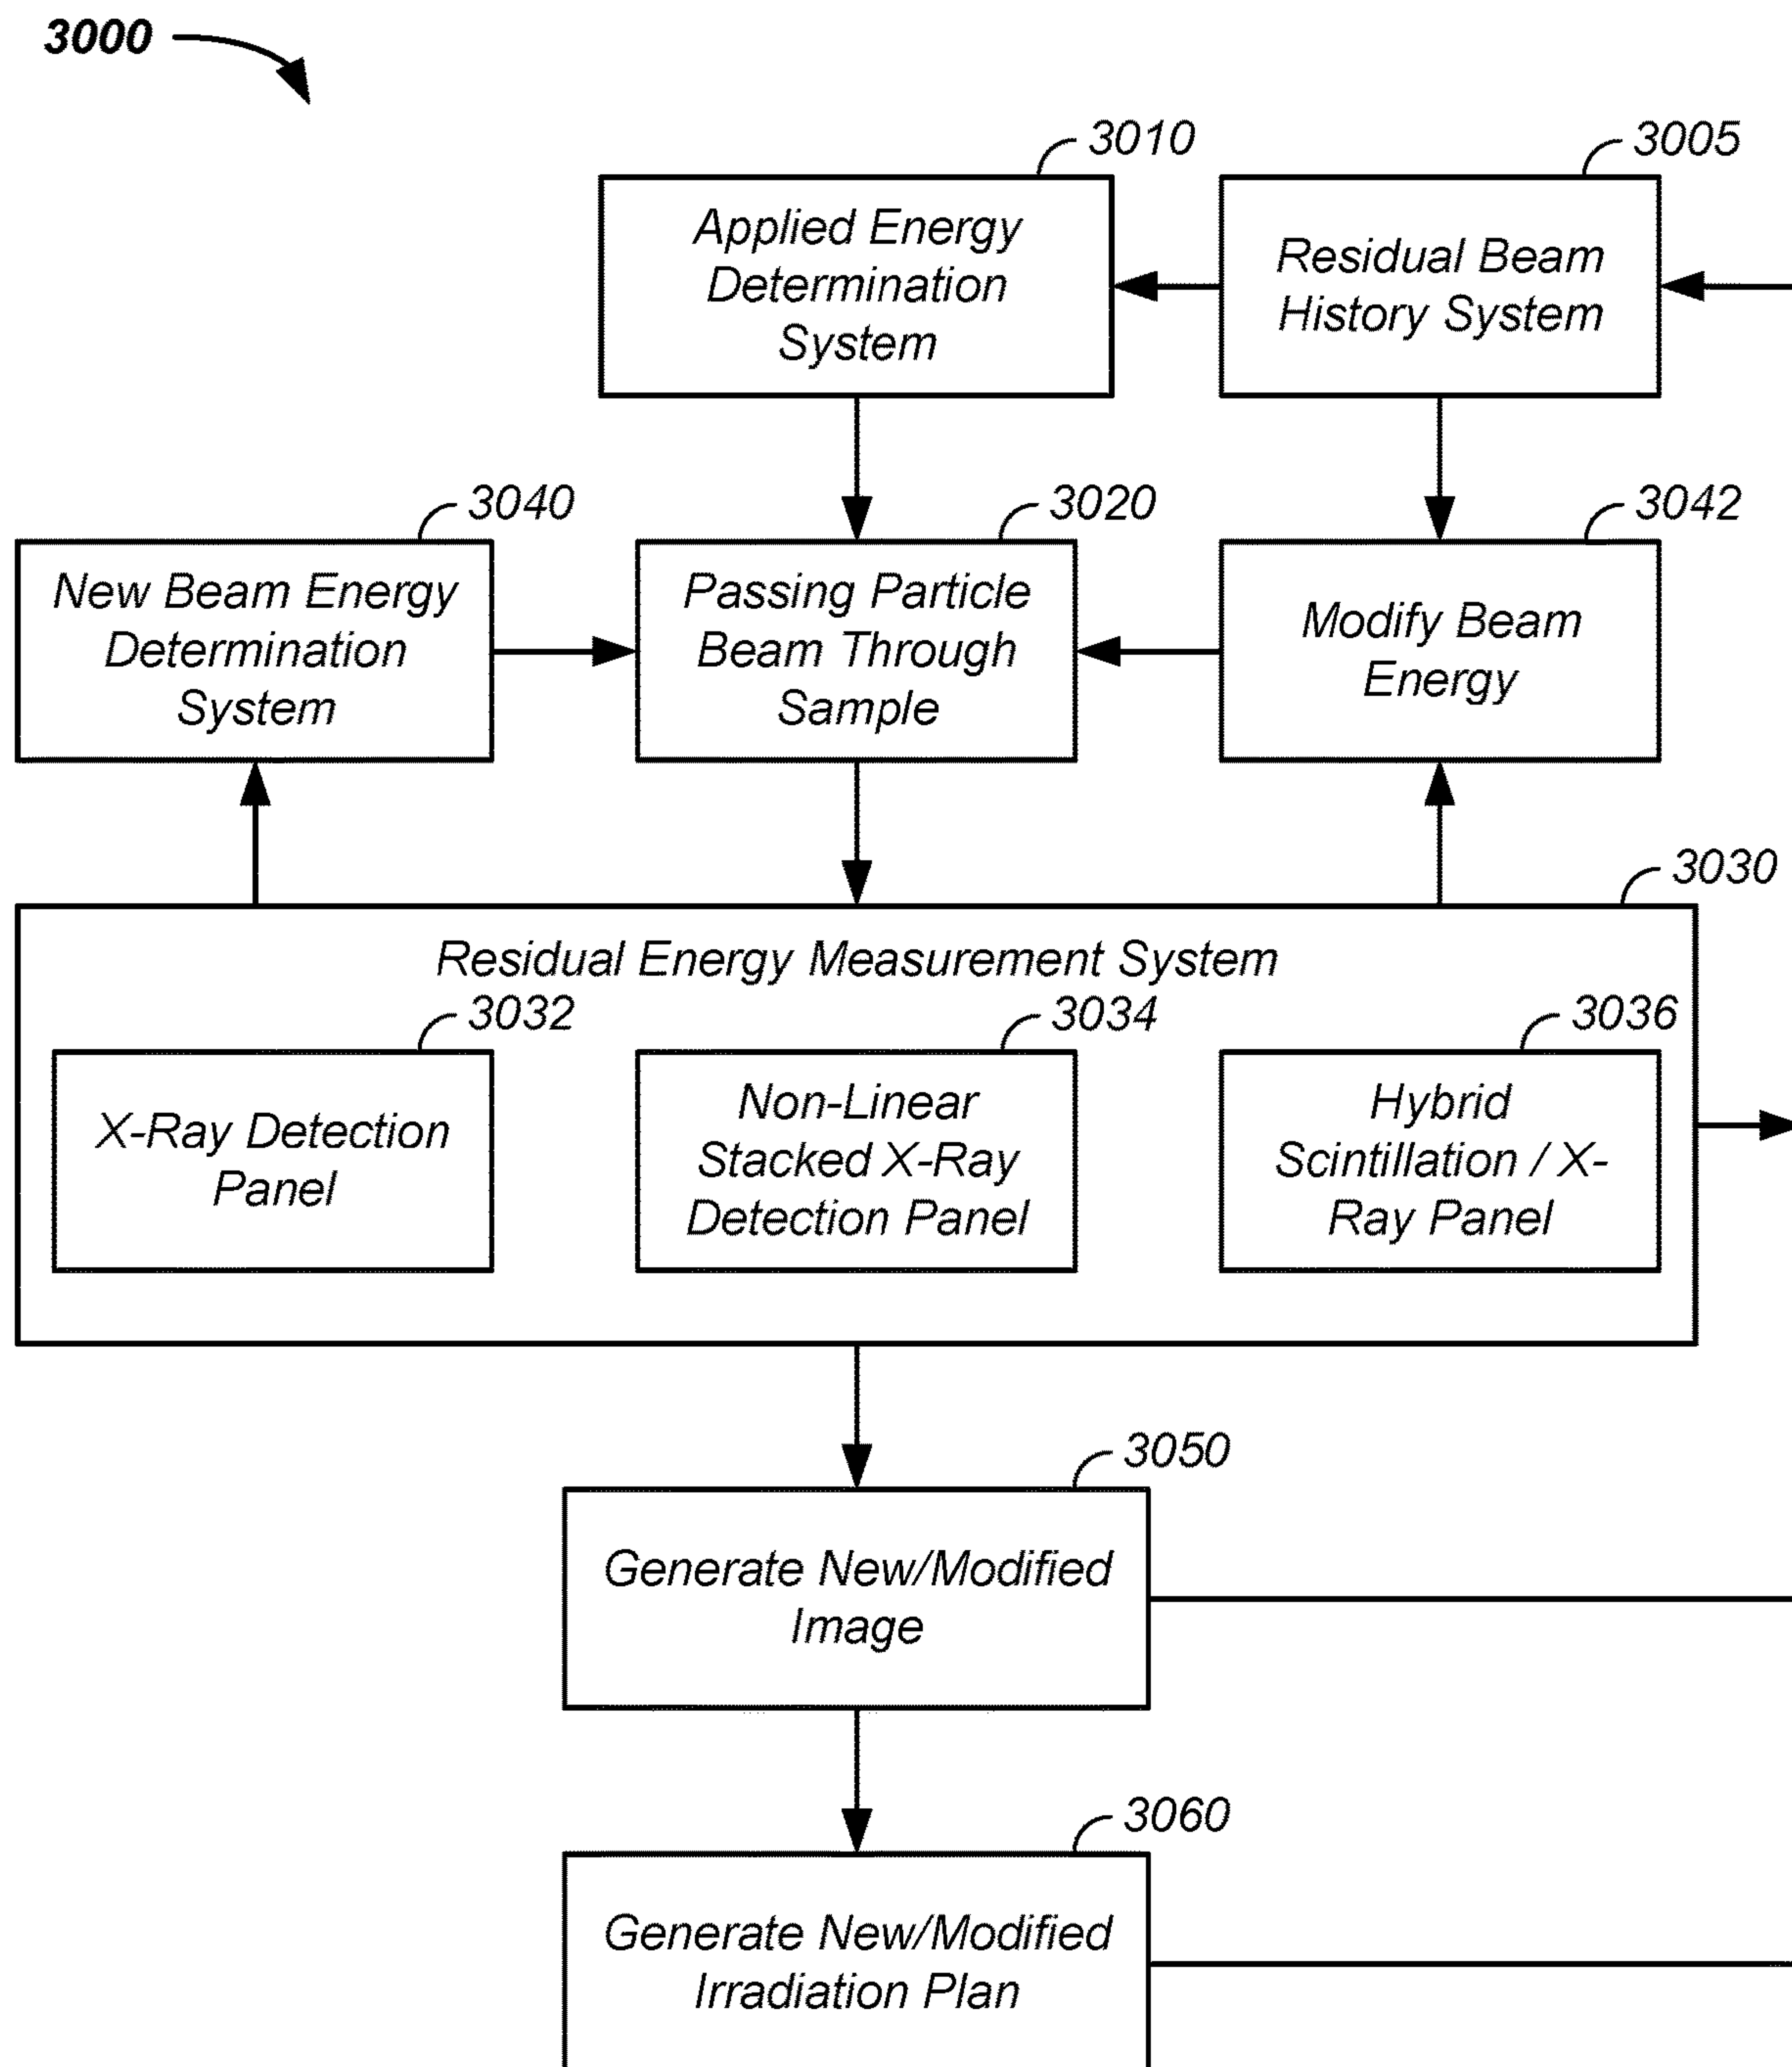 3000
3010
Applied Energy
Determination
System
3005
Residual Beam
History System
3040
New Beam Energy
Determination
System
3020
Passing Particle
Beam Through
Sample
3042
Modify Beam
Energy
3030
Residual Energy Measurement System
3032
X-Ray Detection
Panel
3034
Non-Linear
Stacked X-Ray
Detection Panel
3036
Hybrid
Scintillation / X-
Ray Panel
3050
Generate New/Modified
Image
3060
Generate New/Modified
Irradiation Plan